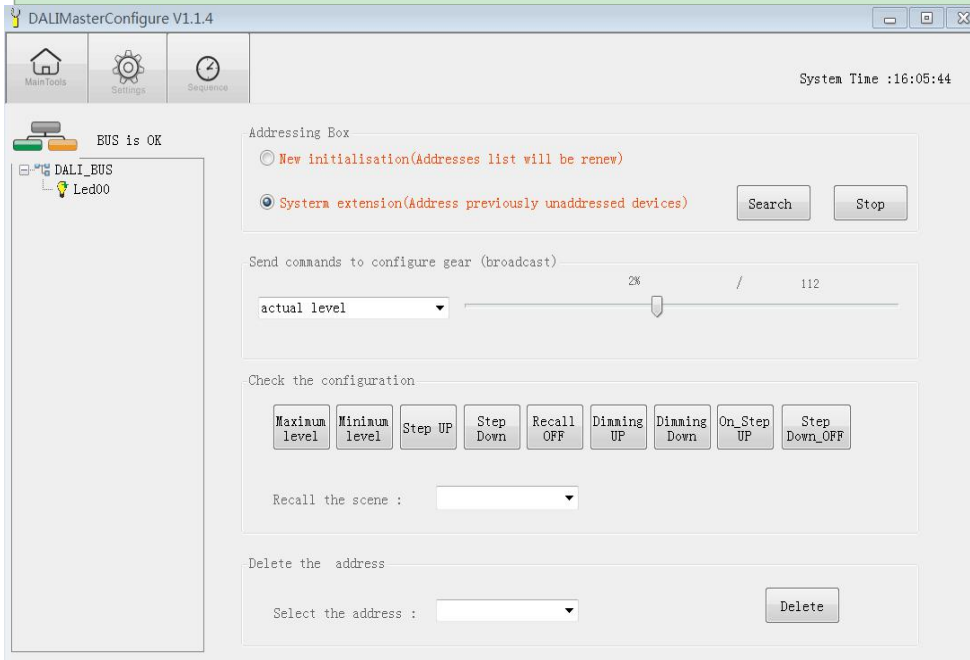 DALIMasterConfigure V1.1.4
MainTools
Settings
Sequence
System Time :16:05:44
BUS is OK
DALI_BUS
Led00
Addressing Box
New initialisation(Addresses list will be renew)
Systerm extension(Address previously unaddressed devices)
Search
Stop
Send commands to configure gear (broadcast)
2% / 112
actual level
Check the configuration
Maximum level
Minimum level
Step UP
Step Down
Recall OFF
Dimming UP
Dimming Down
On_Step UP
Step Down_OFF
Recall the scene :
Delete the address
Select the address :
Delete